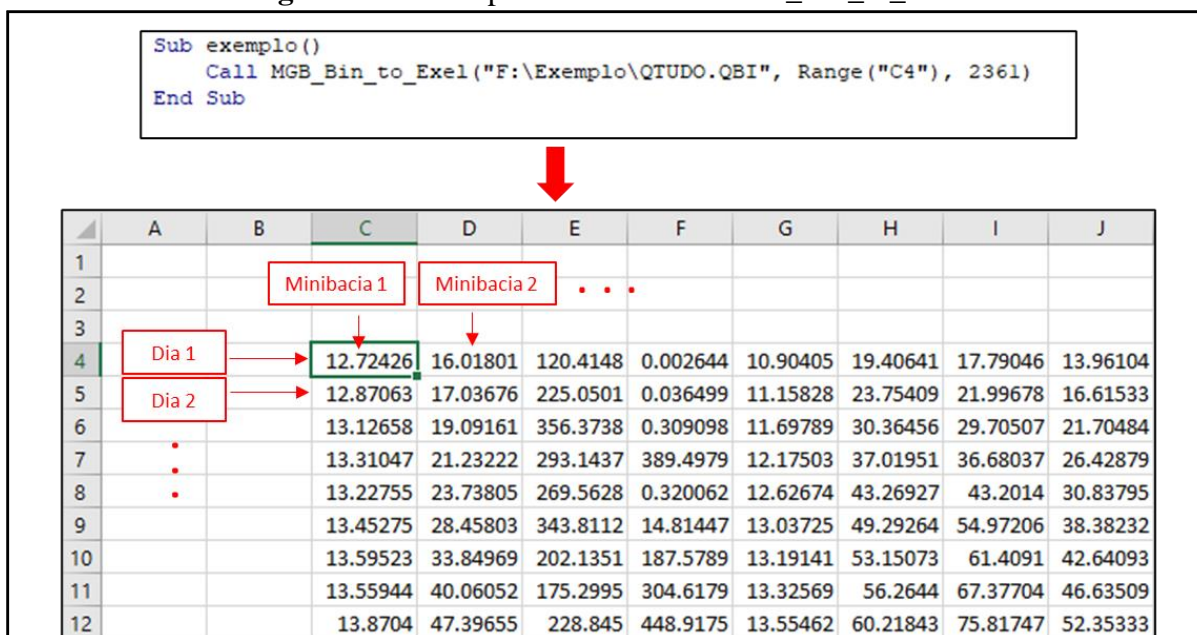 Sub exemplo()
Call MGB_Bin_to_Exel("F:\Exemplo\QTUDO.QBI", Range("C4"), 2361)
End Sub
A B C D E F G H I J
1
2 Minibacia 1 Minibacia 2 . . .
3
4 Dia 1 12.72426 16.01801 120.4148 0.002644 10.90405 19.40641 17.79046 13.96104
5 Dia 2 12.87063 17.03676 225.0501 0.036499 11.15828 23.75409 21.99678 16.61533
6 13.12658 19.09161 356.3738 0.309098 11.69789 30.36456 29.70507 21.70484
7 13.31047 21.23222 293.1437 389.4979 12.17503 37.01951 36.68037 26.42879
8 13.22755 23.73805 269.5628 0.320062 12.62674 43.26927 43.2014 30.83795
9 13.45275 28.45803 343.8112 14.81447 13.03725 49.29264 54.97206 38.38232
10 13.59523 33.84969 202.1351 187.5789 13.19141 53.15073 61.4091 42.64093
11 13.55944 40.06052 175.2995 304.6179 13.32569 56.2644 67.37704 46.63509
12 13.8704 47.39655 228.845 448.9175 13.55462 60.21843 75.81747 52.35333